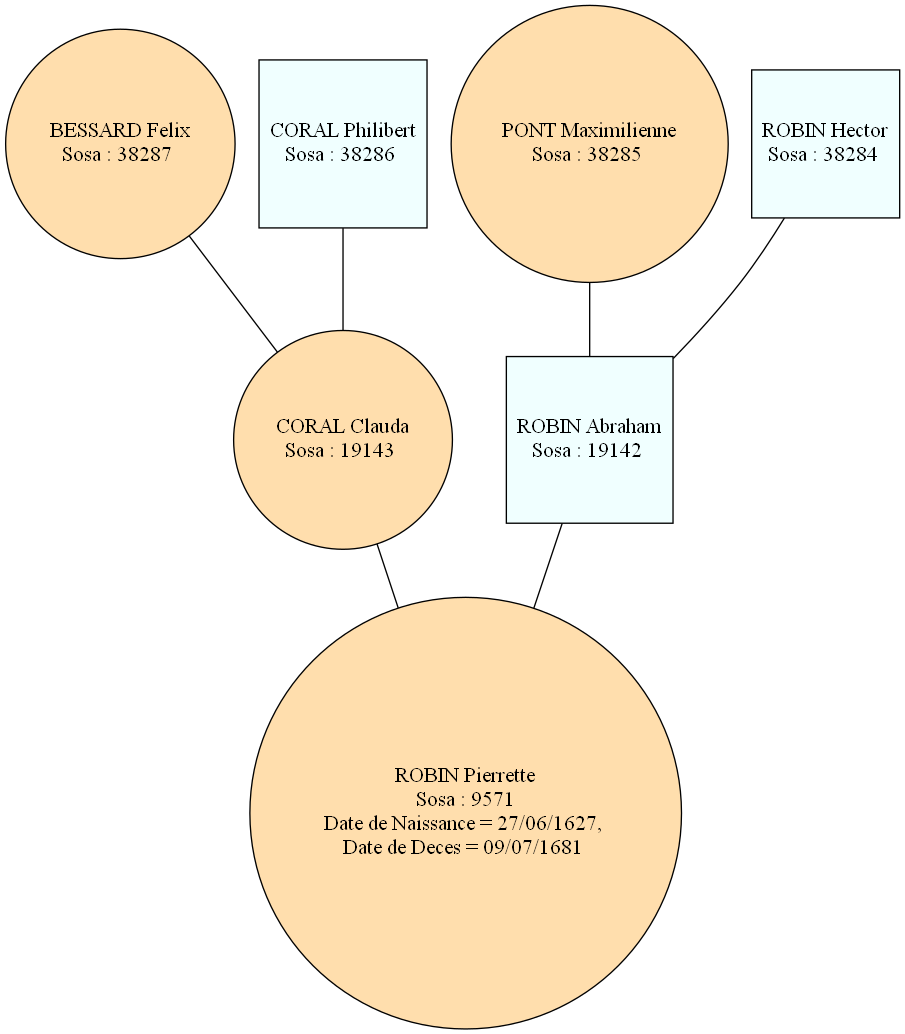 BESSARD Felix
Sosa : 38287
CORAL Philibert
Sosa : 38286
PONT Maximilienne
Sosa : 38285
ROBIN Hector
Sosa : 38284
CORAL Clauda
Sosa : 19143
ROBIN Abraham
Sosa : 19142
ROBIN Pierrette
Sosa : 9571
Date de Naissance = 27/06/1627,
Date de Deces = 09/07/1681